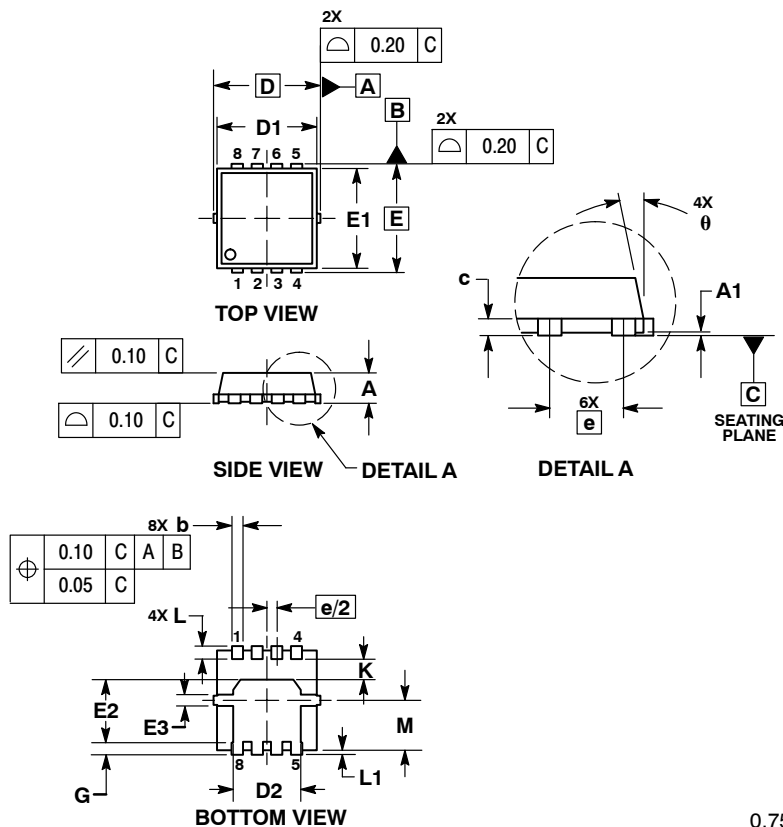 2X
⌓ 0.20 C
D
A
B
2X
⌓ 0.20 C
D1
8 7 6 5
E1
E
1 2 3 4
TOP VIEW
4X
θ
c
A1
6X
e
C
SEATING
PLANE
DETAIL A
⫽ 0.10 C
A
⌓ 0.10 C
SIDE VIEW
DETAIL A
8X b
⌖ 0.10 C A B
0.05 C
e/2
4X L
1 4
K
E2
E3
M
8 5
L1
G
D2
BOTTOM VIEW
0.75